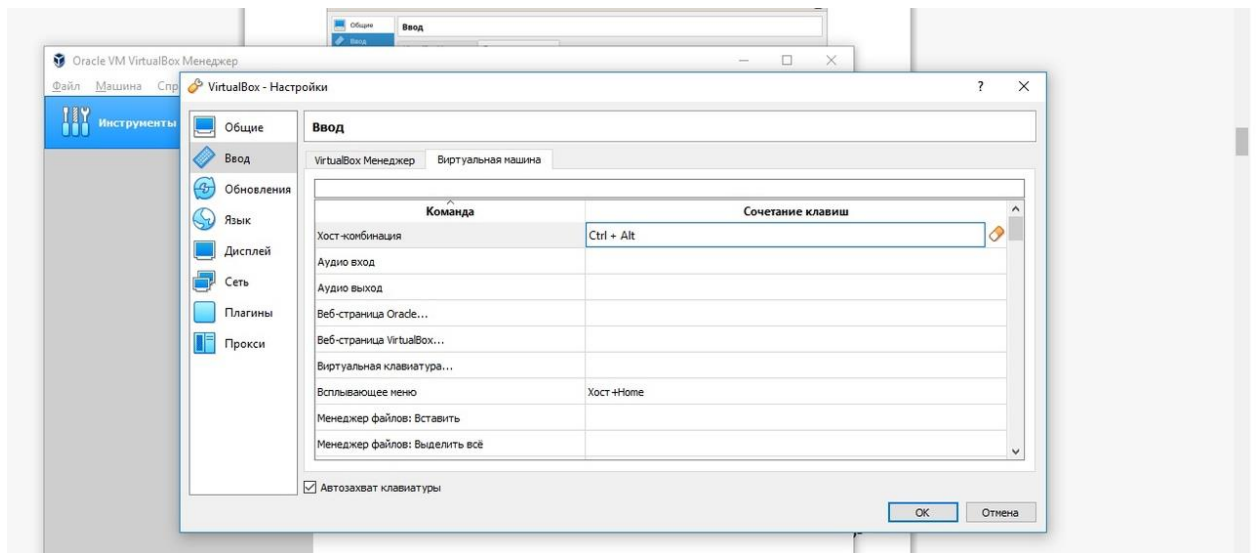 Общие
Ввод
Ввод
Oracle VM VirtualBox Менеджер
Файл Машина Спр
VirtualBox - Настройки
?
Инструменты
Общие
Ввод
Обновления
Язык
Дисплей
Сеть
Плагины
Прокси
Ввод
VirtualBox Менеджер Виртуальная машина
Команда Сочетание клавиш
Хост-комбинация Ctrl + Alt
Аудио вход
Аудио выход
Веб-страница Oracle...
Веб-страница VirtualBox...
Виртуальная клавиатура...
Всплывающее меню Хост+Home
Менеджер файлов: Вставить
Менеджер файлов: Выделить всё
Автозахват клавиатуры
OK Отмена